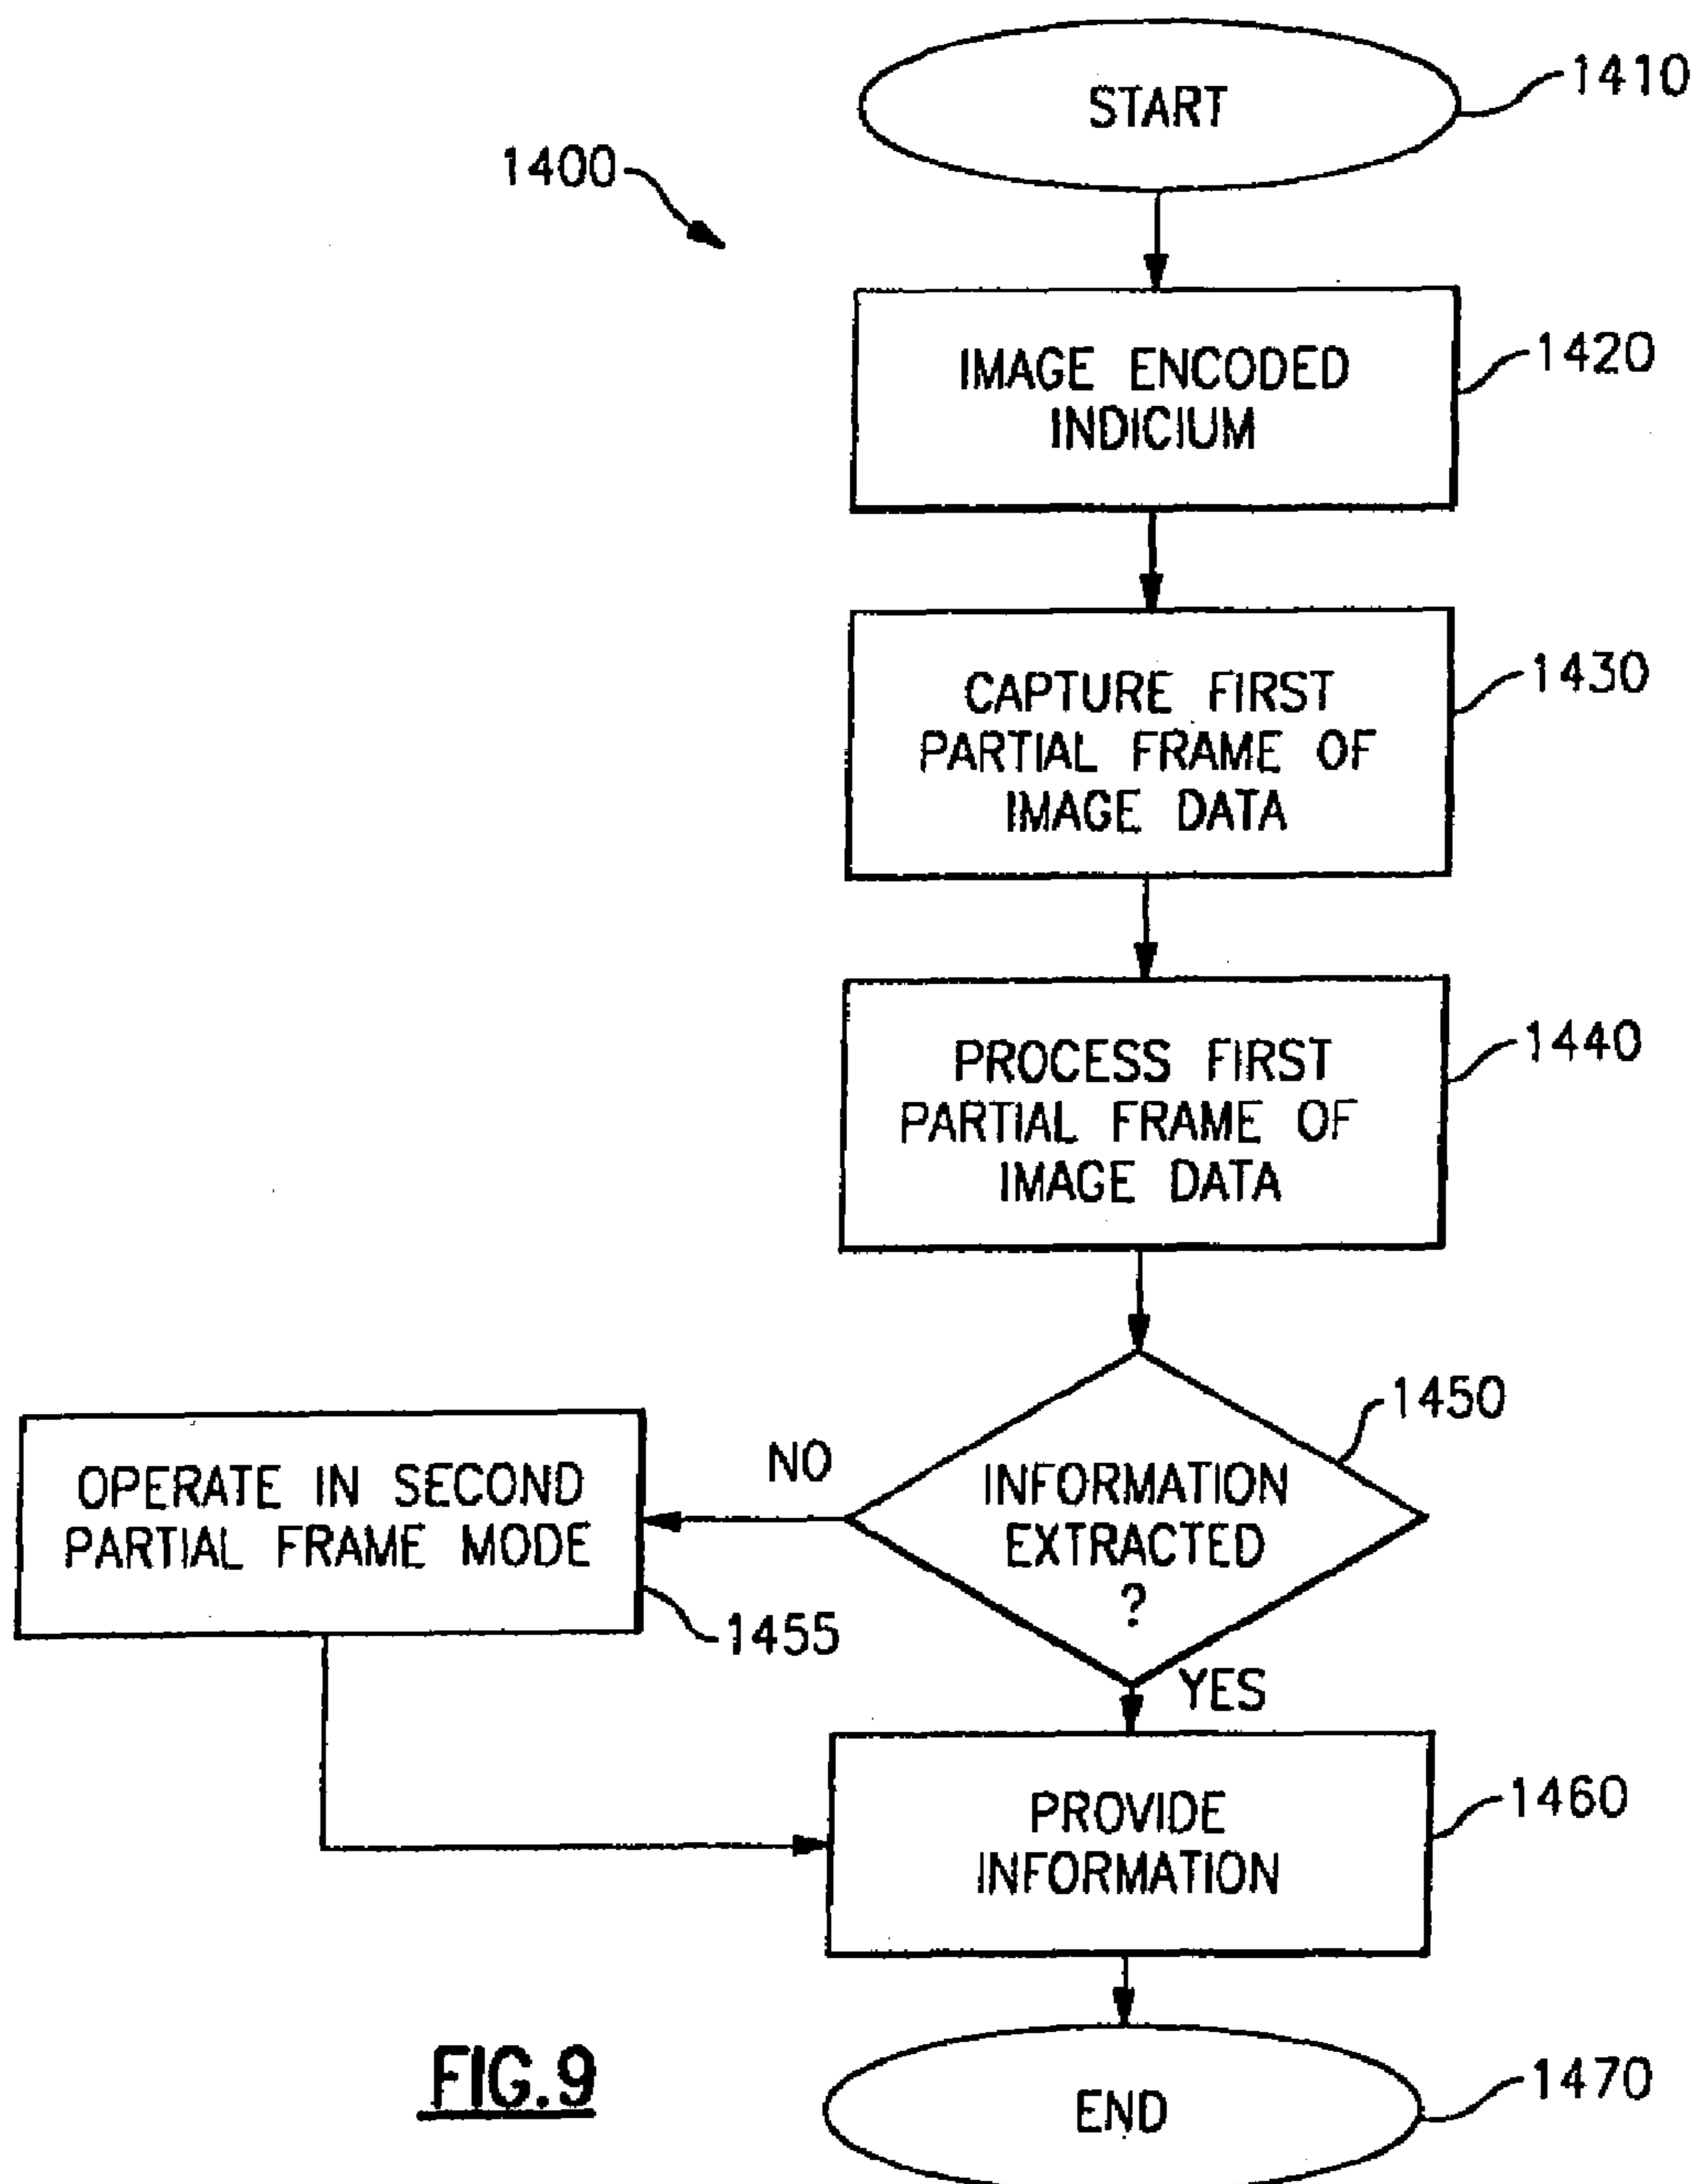 START
1410
1400
IMAGE ENCODED
INDICIUM
1420
CAPTURE FIRST
PARTIAL FRAME OF
IMAGE DATA
1430
PROCESS FIRST
PARTIAL FRAME OF
IMAGE DATA
1440
INFORMATION
EXTRACTED
?
1450
NO
OPERATE IN SECOND
PARTIAL FRAME MODE
1455
YES
PROVIDE
INFORMATION
1460
END
1470
FIG.9